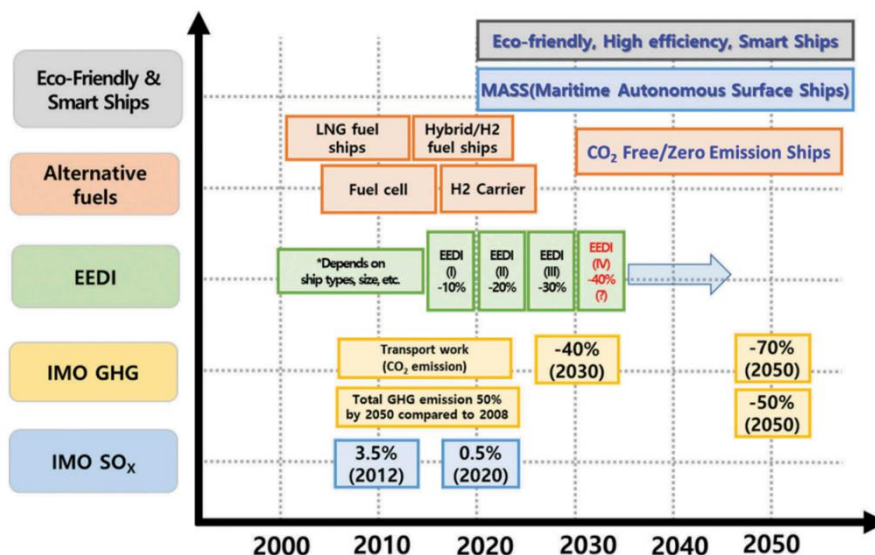 Eco-friendly, High efficiency, Smart Ships
Eco-Friendly &
Smart Ships
MASS(Maritime Autonomous Surface Ships)
LNG fuel
ships
Hybrid/H2
fuel ships
CO₂ Free/Zero Emission Ships
Alternative
fuels
Fuel cell
H2 Carrier
EEDI
*Depends on
ship types, size, etc.
EEDI
(I)
-10%
EEDI
(II)
-20%
EEDI
(III)
-30%
EEDI
(IV)
-40%
(?)
IMO GHG
Transport work
(CO₂ emission)
-40%
(2030)
-70%
(2050)
Total GHG emission 50%
by 2050 compared to 2008
-50%
(2050)
IMO SOₓ
3.5%
(2012)
0.5%
(2020)
2000 2010 2020 2030 2040 2050